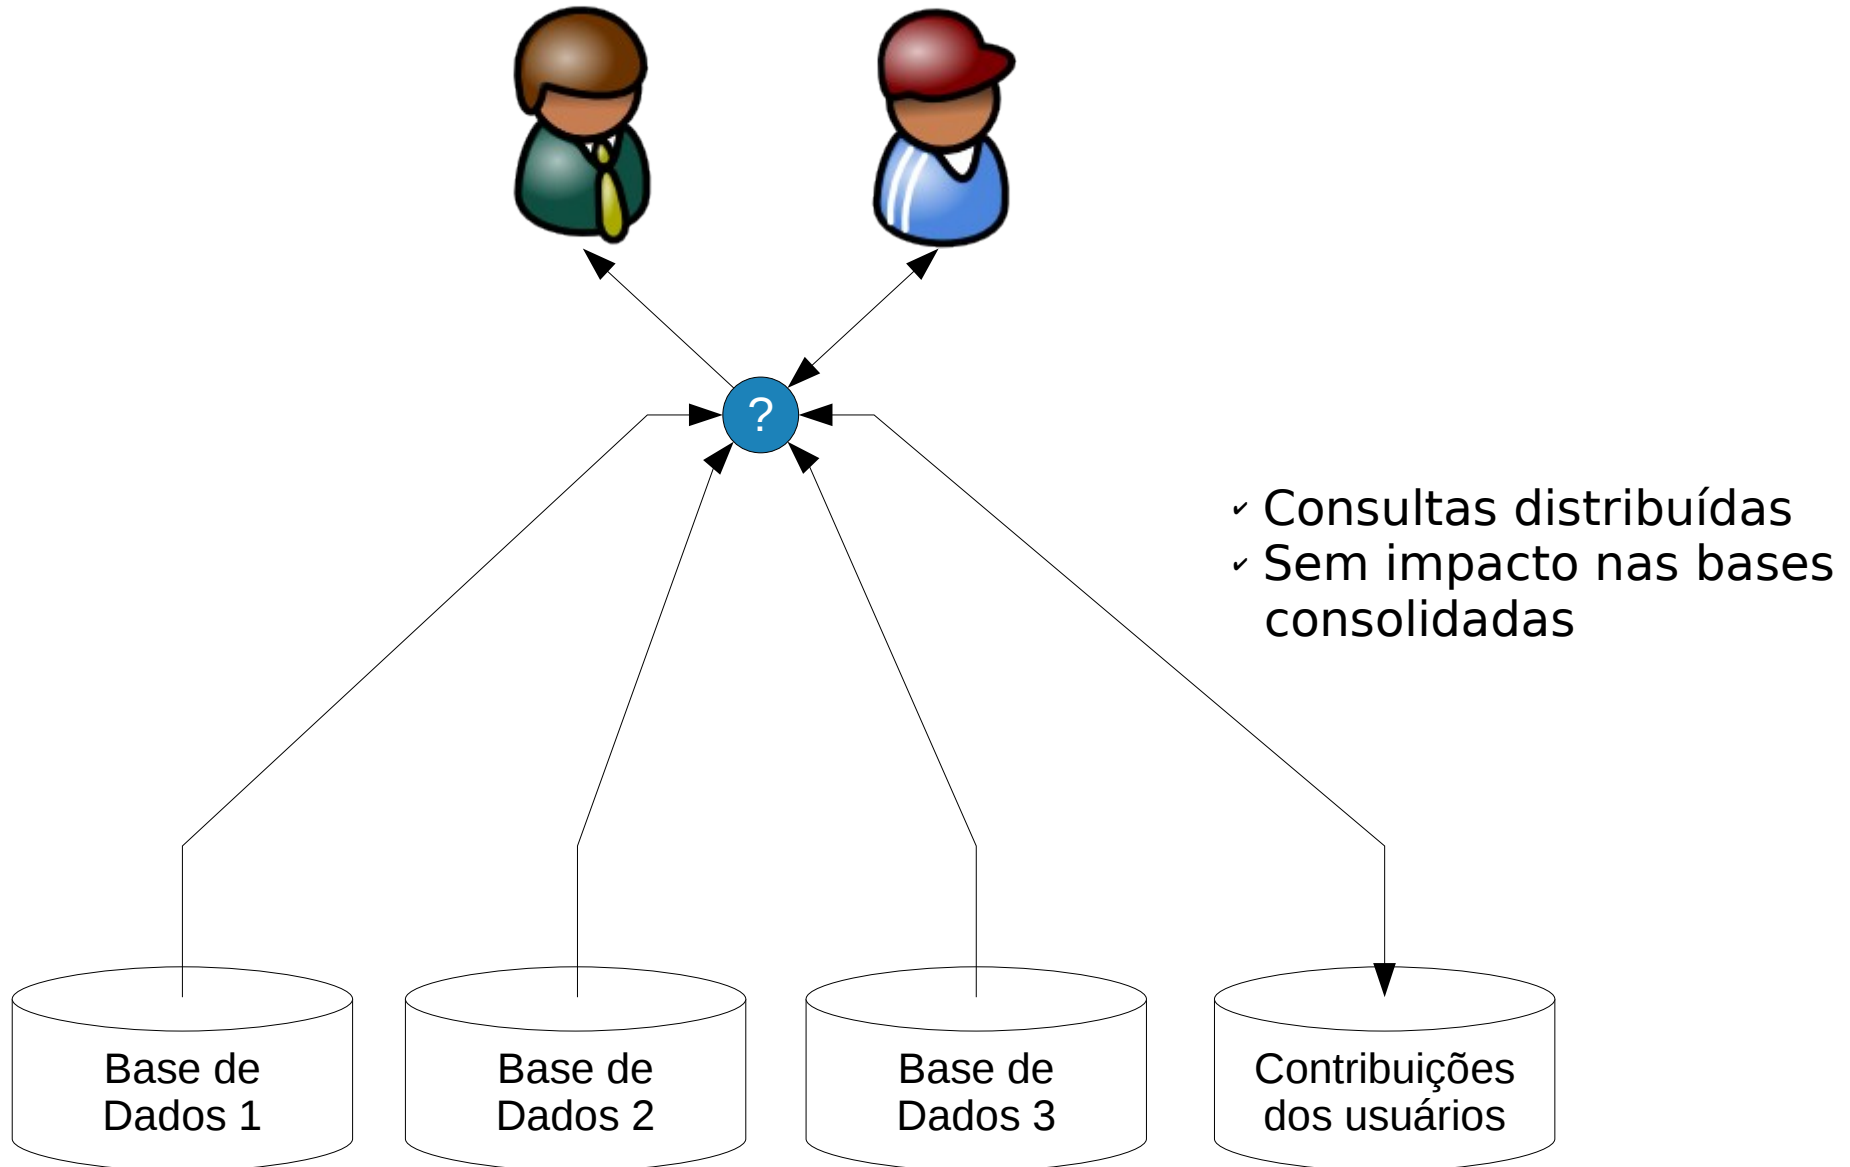 ?
✔ Consultas distribuídas
✔ Sem impacto nas bases
consolidadas
Base de
Dados 1
Base de
Dados 2
Base de
Dados 3
Contribuições
dos usuários